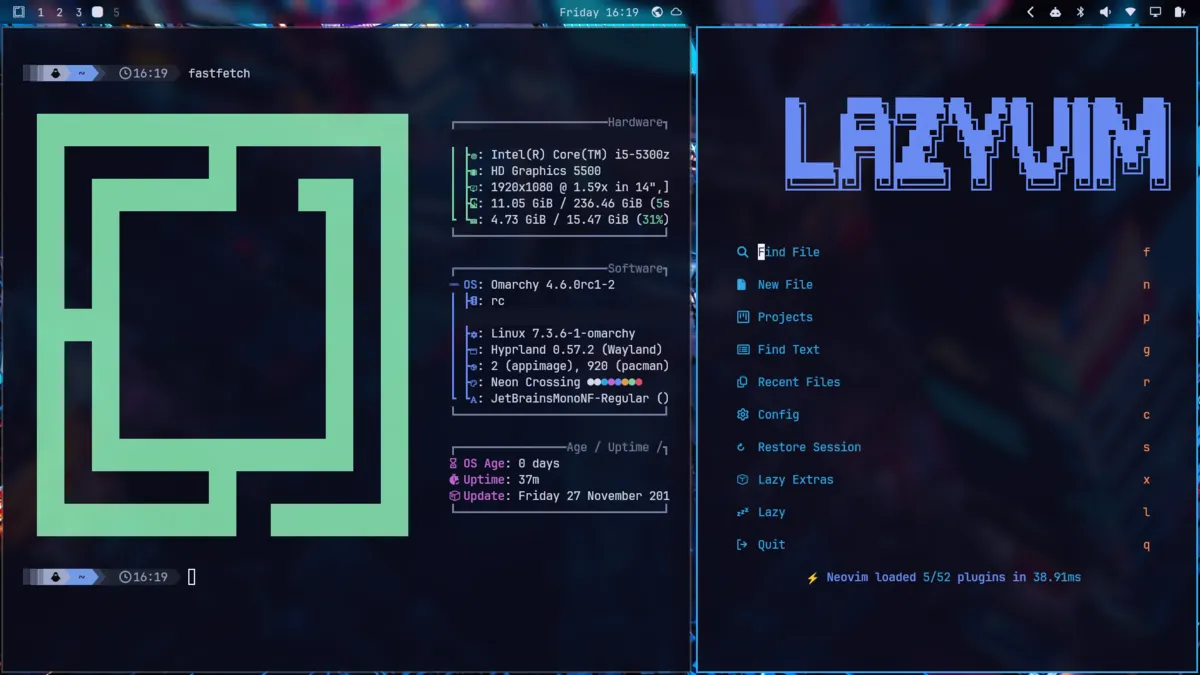 1 2 3 5
Friday 16:19
~ 16:19 fastfetch
Hardware
: Intel(R) Core(TM) i5-5300z
: HD Graphics 5500
: 1920x1080 @ 1.59x in 14",]
: 11.05 GiB / 236.46 GiB (5s
: 4.73 GiB / 15.47 GiB (31%)
Software
OS: Omarchy 4.6.0rc1-2
: rc
: Linux 7.3.6-1-omarchy
: Hyprland 0.57.2 (Wayland)
: 2 (appimage), 920 (pacman)
: Neon Crossing
: JetBrainsMonoNF-Regular ()
Age / Uptime /
OS Age: 0 days
Uptime: 37m
Update: Friday 27 November 201
~ 16:19
LAZYVIM
Find File f
New File n
Projects p
Find Text g
Recent Files r
Config c
Restore Session s
Lazy Extras x
Lazy l
Quit q
⚡ Neovim loaded 5/52 plugins in 38.91ms